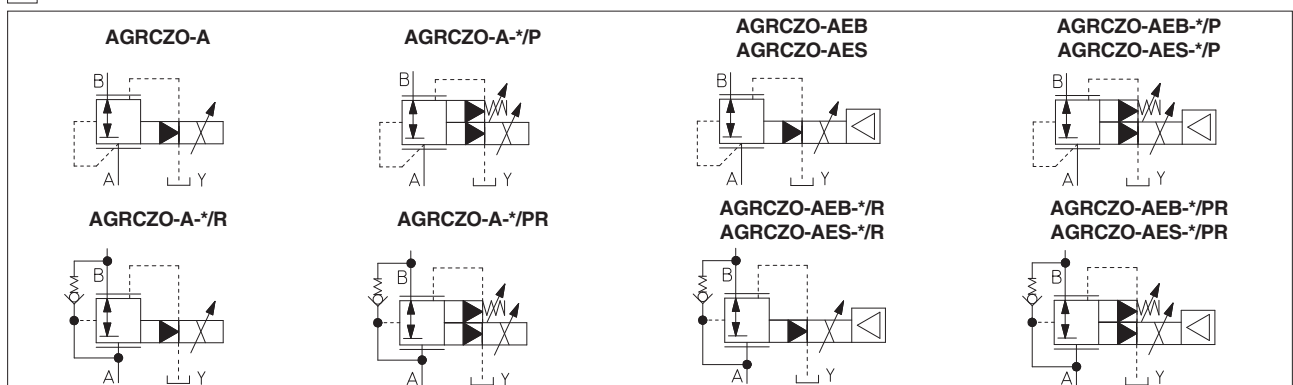 AGRCZO-A
AGRCZO-A-*/P
AGRCZO-AEB
AGRCZO-AES
AGRCZO-AEB-*/P
AGRCZO-AES-*/P
B
A
Y
B
A
Y
B
A
Y
B
A
Y
AGRCZO-A-*/R
AGRCZO-A-*/PR
AGRCZO-AEB-*/R
AGRCZO-AES-*/R
AGRCZO-AEB-*/PR
AGRCZO-AES-*/PR
B
A
Y
B
A
Y
B
A
Y
B
A
Y